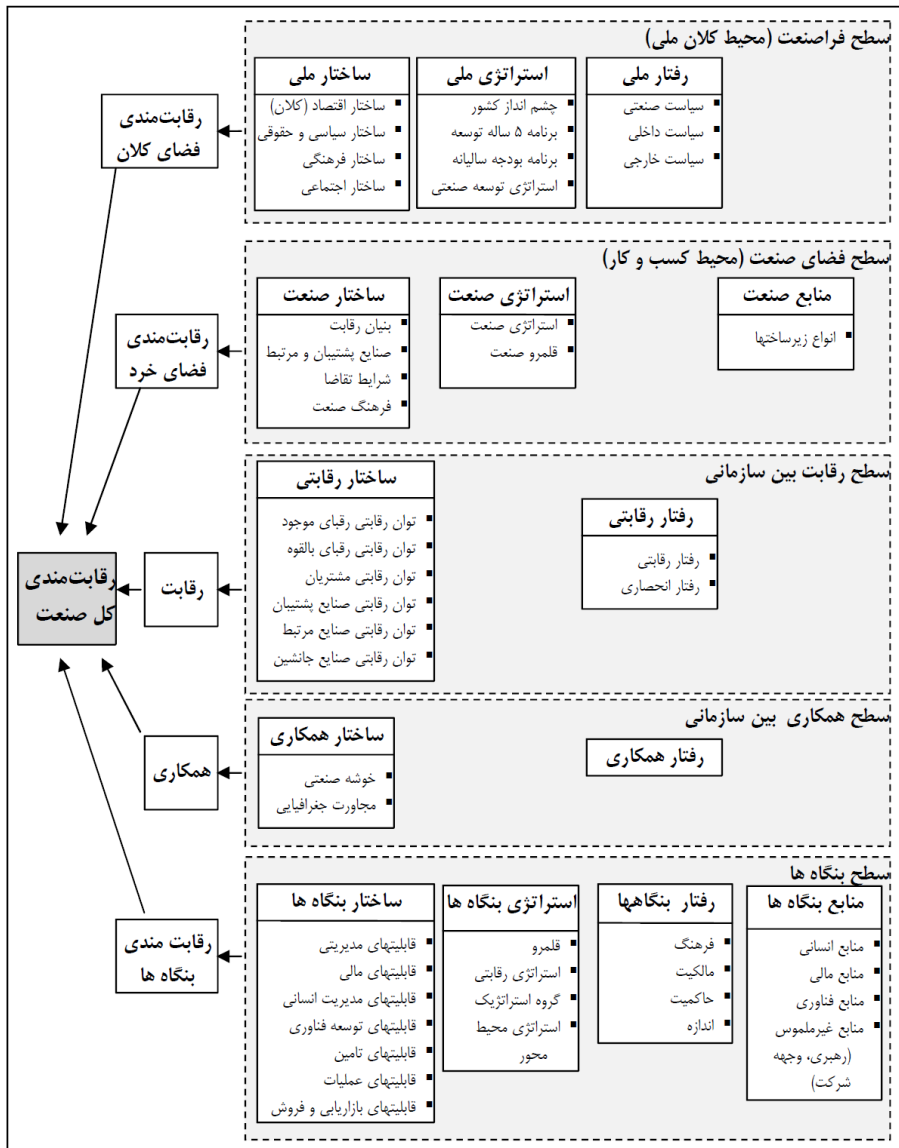 سطح فراصنعت (محیط کلان ملی)
رفتار ملی
سیاست صنعتی
سیاست داخلی
سیاست خارجی
استراتژی ملی
چشم انداز کشور
برنامه ۵ ساله توسعه
برنامه بودجه سالیانه
استراتژی توسعه صنعتی
ساختار ملی
ساختار اقتصاد (کلان)
ساختار سیاسی و حقوقی
ساختار فرهنگی
ساختار اجتماعی
رقابت‌مندی
فضای کلان
سطح فضای صنعت (محیط کسب و کار)
منابع صنعت
انواع زیرساختها
استراتژی صنعت
استراتژی صنعت
قلمرو صنعت
ساختار صنعت
بنیان رقابت
صنایع پشتیبان و مرتبط
شرایط تقاضا
فرهنگ صنعت
رقابت‌مندی
فضای خرد
سطح رقابت بین سازمانی
رفتار رقابتی
رفتار رقابتی
رفتار انحصاری
ساختار رقابتی
توان رقابتی رقبای موجود
توان رقابتی رقبای بالقوه
توان رقابتی مشتریان
توان رقابتی صنایع پشتیبان
توان رقابتی صنایع مرتبط
توان رقابتی صنایع جانشین
رقابت
رقابت‌مندی
کل صنعت
سطح همکاری بین سازمانی
رفتار همکاری
ساختار همکاری
خوشه صنعتی
مجاورت جغرافیایی
همکاری
سطح بنگاه ها
منابع بنگاه ها
منابع انسانی
منابع مالی
منابع فناوری
منابع غیرملموس
(رهبری، وجهه
شرکت)
رفتار بنگاهها
فرهنگ
مالکیت
حاکمیت
اندازه
استراتژی بنگاه ها
قلمرو
استراتژی رقابتی
گروه استراتژیک
استراتژی محیط
محور
ساختار بنگاه ها
قابلیتهای مدیریتی
قابلیتهای مالی
قابلیتهای مدیریت انسانی
قابلیتهای توسعه فناوری
قابلیتهای تامین
قابلیتهای عملیات
قابلیتهای بازاریابی و فروش
رقابت مندی
بنگاه ها